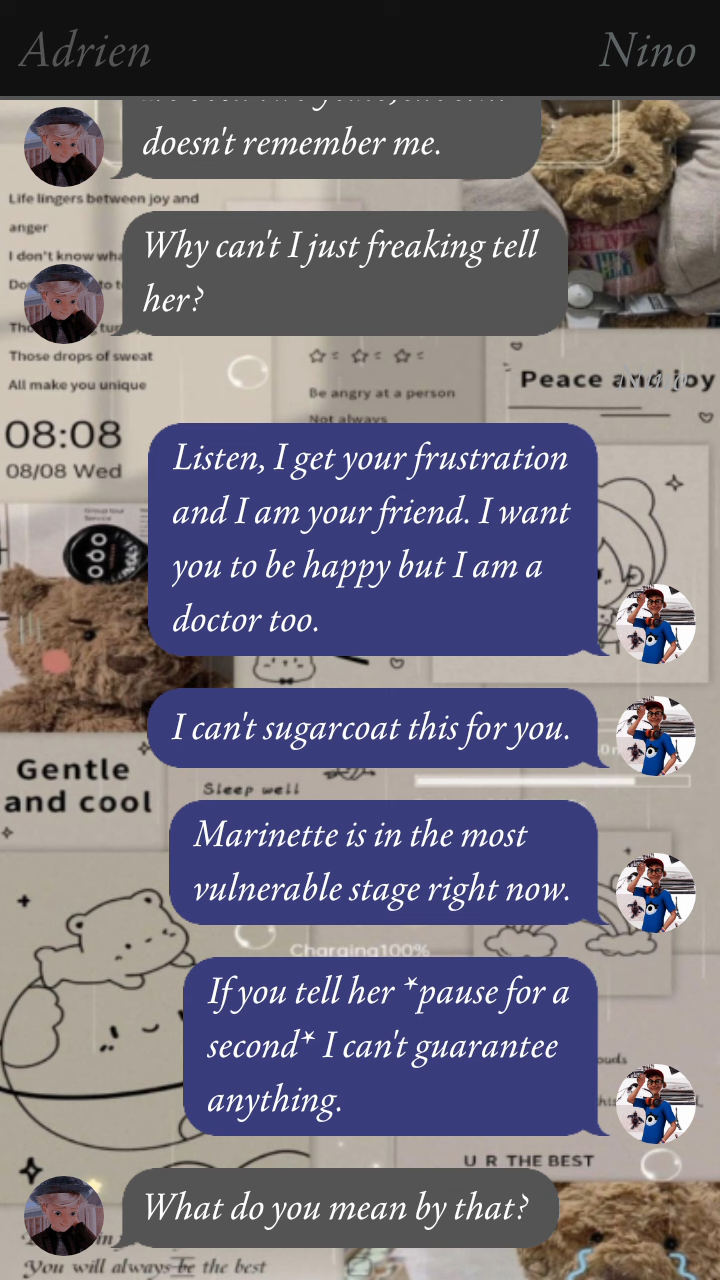 Adrien
Nino
doesn't remember me.
Life lingers between joy and
anger
I don't know
Why can't I just freaking tell
her?
Those drops of sweat
All make you unique
08:08
08/08 Wed
Be angry at a person
Not always
Peace and joy
Listen, I get your frustration
and I am your friend. I want
you to be happy but I am a
doctor too.
I can't sugarcoat this for you.
Gentle
and cool
Sleep well
Marinette is in the most
vulnerable stage right now.
Charging100%
If you tell her *pause for a
second* I can't guarantee
anything.
U R THE BEST
What do you mean by that?
You will always be the best